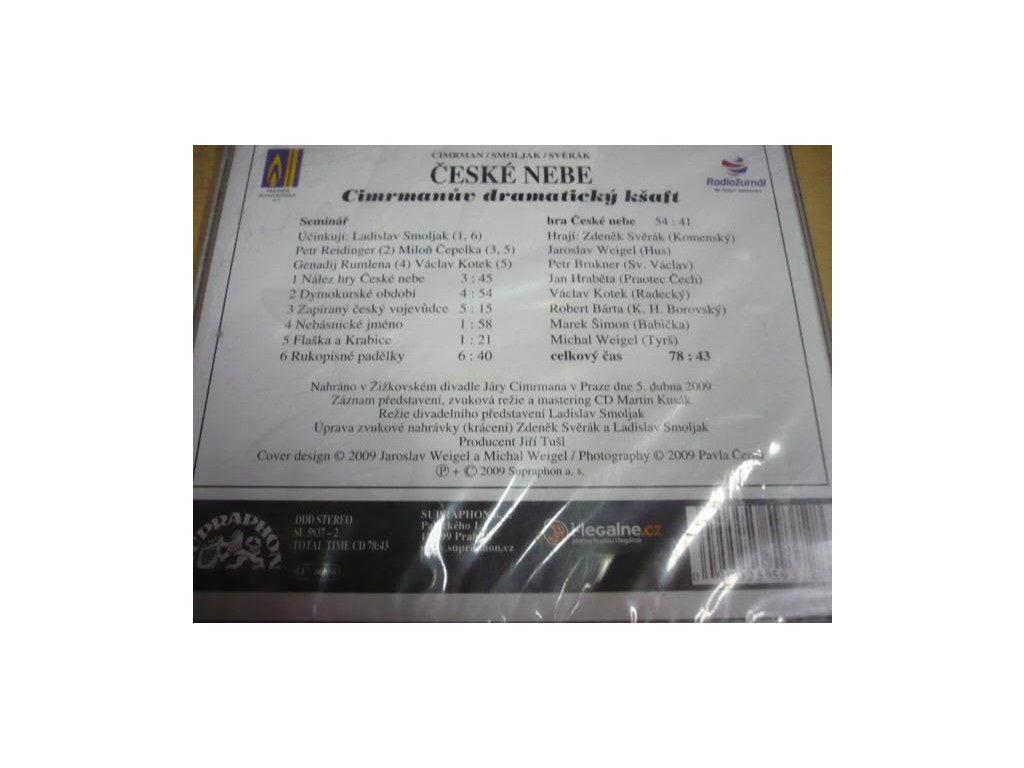 CIMRMAN / SMOLJAK / SVĚRÁK
ČESKÉ NEBE
Cimrmanův dramatický kšaft
Radiožurnál
Seminář
Účinkují: Ladislav Smoljak (1, 6)
Petr Reidinger (2) Miloň Čepelka (3, 5)
Genadij Rumlena (4) Václav Kotek (5)
1 Nález hry České nebe 3 : 45
2 Dymokurské období 4 : 54
3 Zapíraný český vojevůdce 5 : 15
4 Nebásnické jméno 1 : 58
5 Flaška a Krabice 1 : 21
6 Rukopisné padělky 6 : 40
hra České nebe 54 : 41
Hrají: Zdeněk Svěrák (Komenský)
Jaroslav Weigel (Hus)
Petr Brukner (Sv. Václav)
Jan Hraběta (Praotec Čech)
Václav Kotek (Radecký)
Robert Bárta (K. H. Borovský)
Marek Šimon (Babička)
Michal Weigel (Tyrš)
celkový čas 78 : 43
Nahráno v Žižkovském divadle Járy Cimrmana v Praze dne 5. dubna 2009
Záznam představení, zvuková režie a mastering CD Martin Kusák
Režie divadelního představení Ladislav Smoljak
Úprava zvukové nahrávky (krácení) Zdeněk Svěrák a Ladislav Smoljak
Producent Jiří Tušl
Cover design © 2009 Jaroslav Weigel a Michal Weigel / Photography © 2009 Pavla
Ⓟ + © 2009 Supraphon a. s.
SUPRAPHON
DDD STEREO
SU 5937-2
TOTAL TIME CD 78:43
SUPRAPHON
www.supraphon.cz
i-legalne.cz